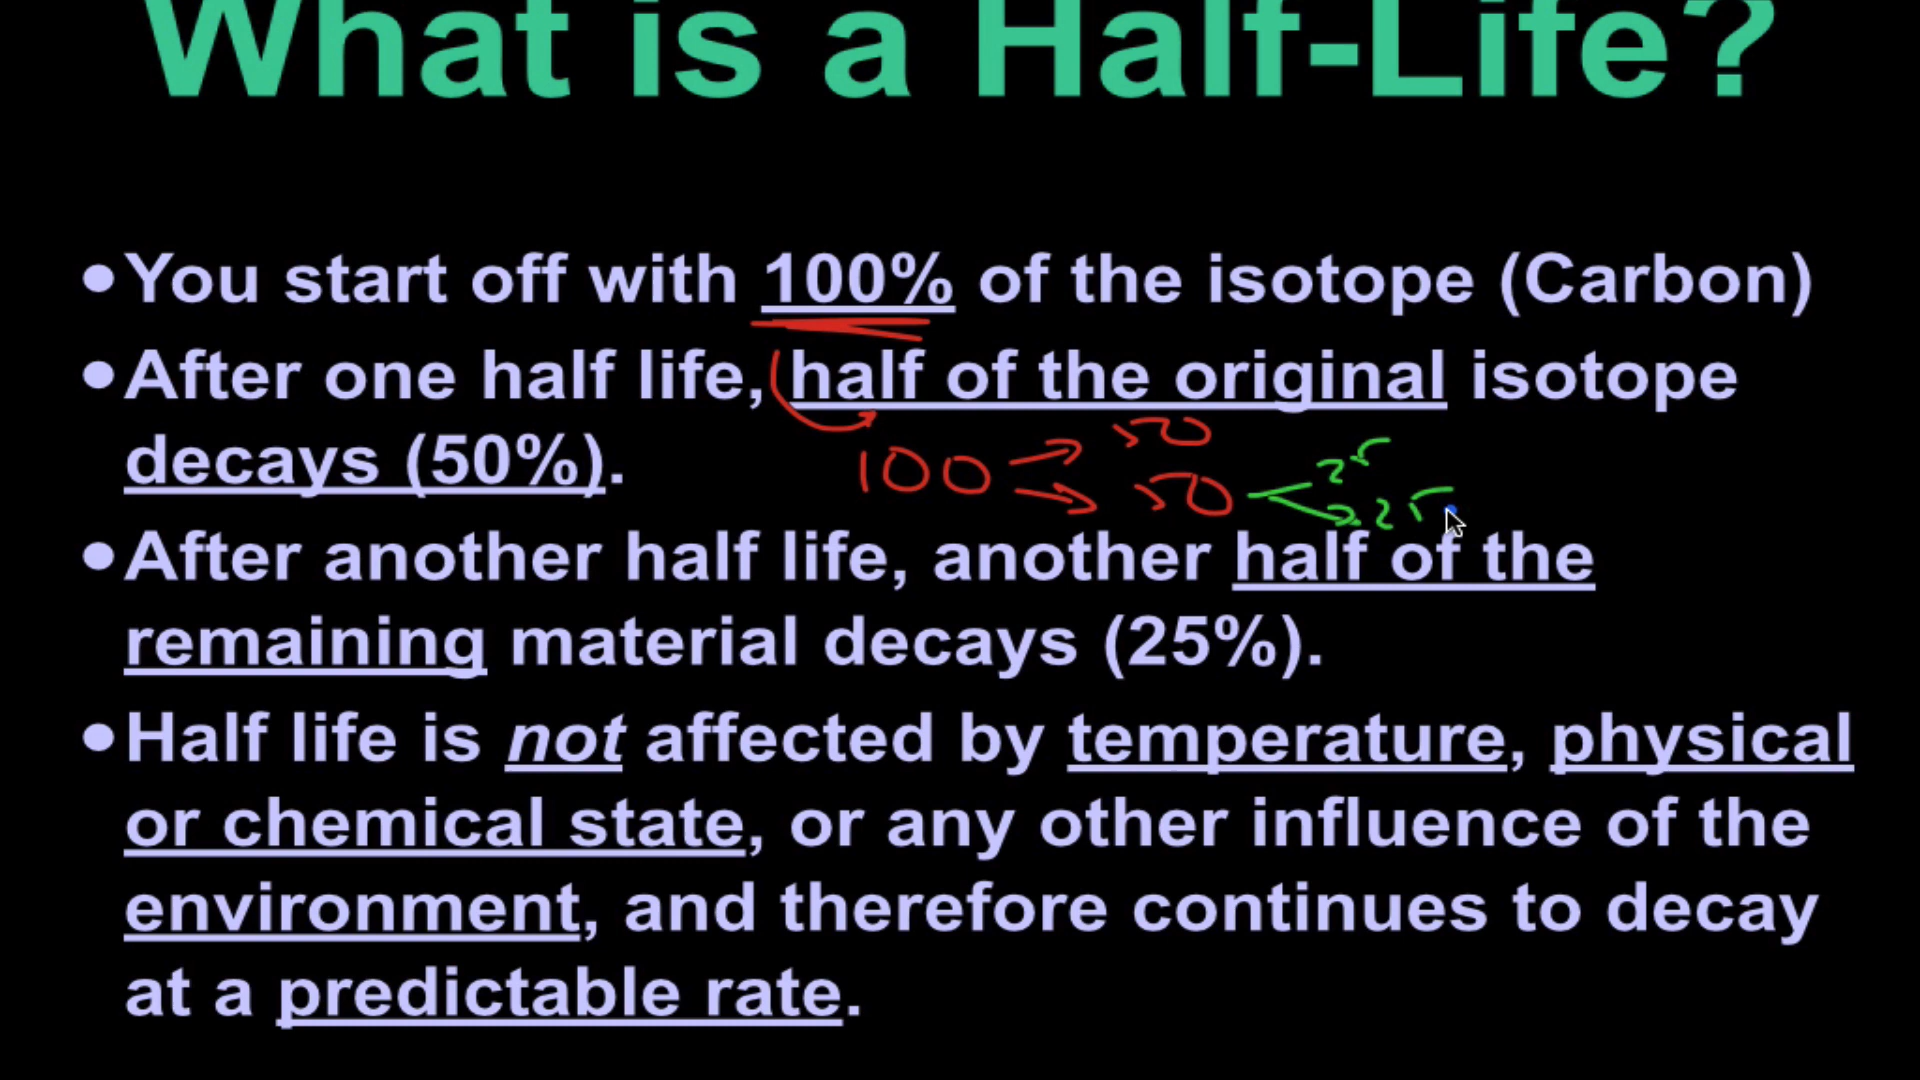 What is a Half-Life?
•You start off with 100% of the isotope (Carbon)
•After one half life, half of the original isotope
decays (50%).
100 50
50 25
25
•After another half life, another half of the
remaining material decays (25%).
•Half life is not affected by temperature, physical
or chemical state, or any other influence of the
environment, and therefore continues to decay
at a predictable rate.